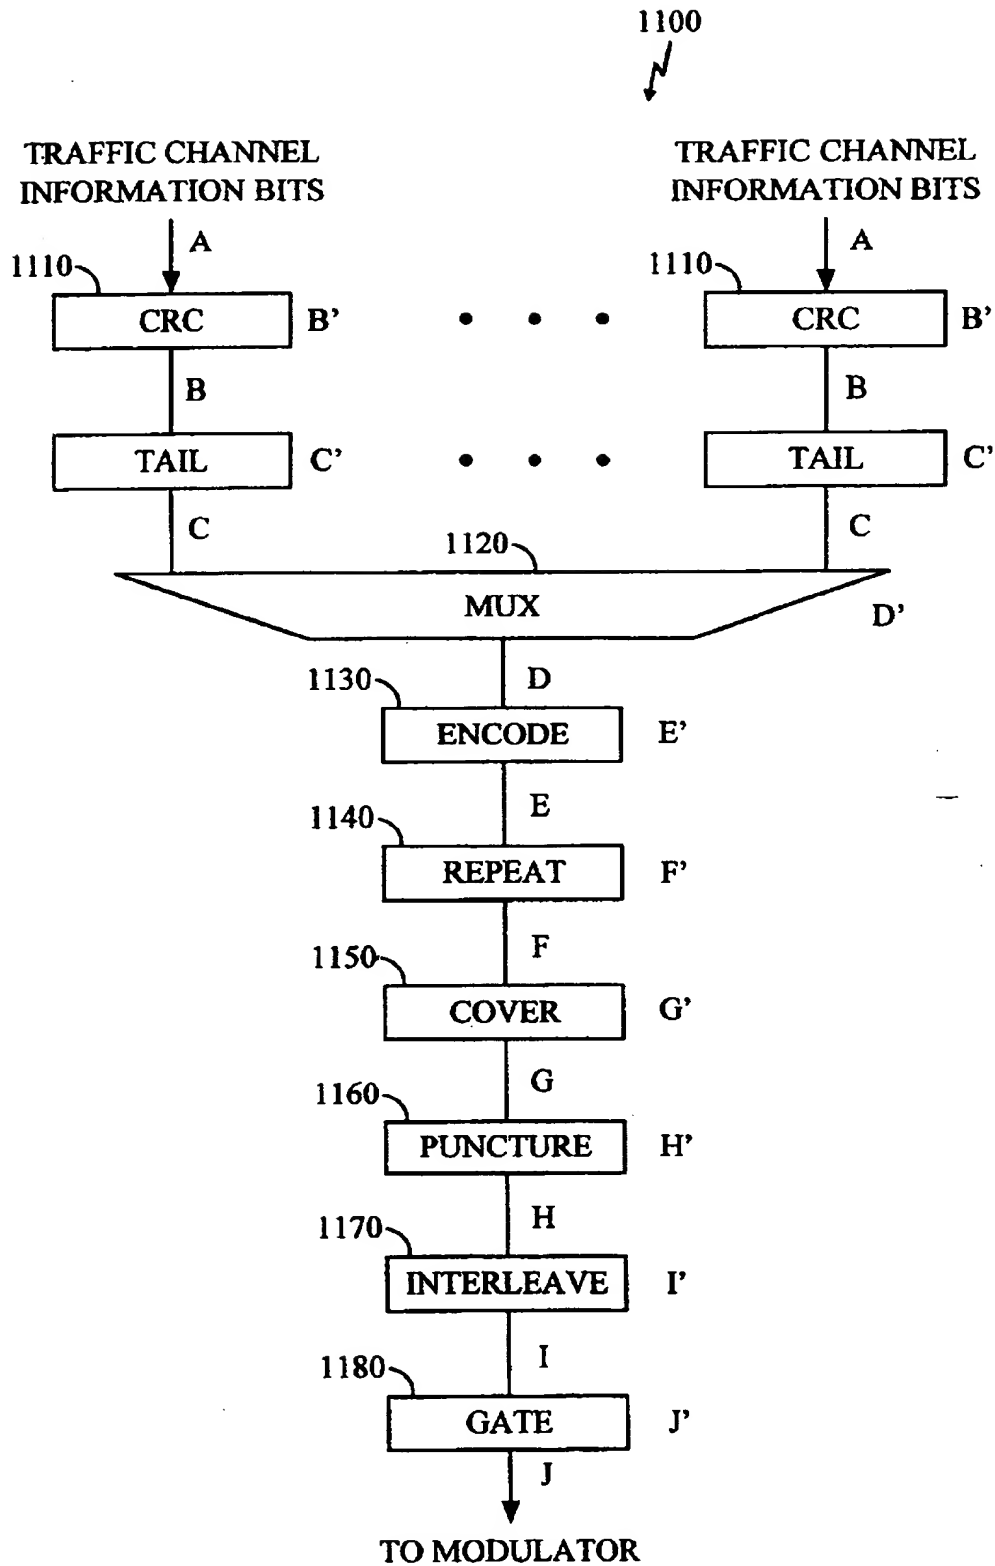 1100
TRAFFIC CHANNEL
INFORMATION BITS
TRAFFIC CHANNEL
INFORMATION BITS
A
A
1110
1110
CRC
B'
CRC
B'
B
B
TAIL
C'
TAIL
C'
C
C
1120
MUX
D'
D
1130
ENCODE
E'
E
1140
REPEAT
F'
F
1150
COVER
G'
G
1160
PUNCTURE
H'
H
1170
INTERLEAVE
I'
I
1180
GATE
J'
J
TO MODULATOR